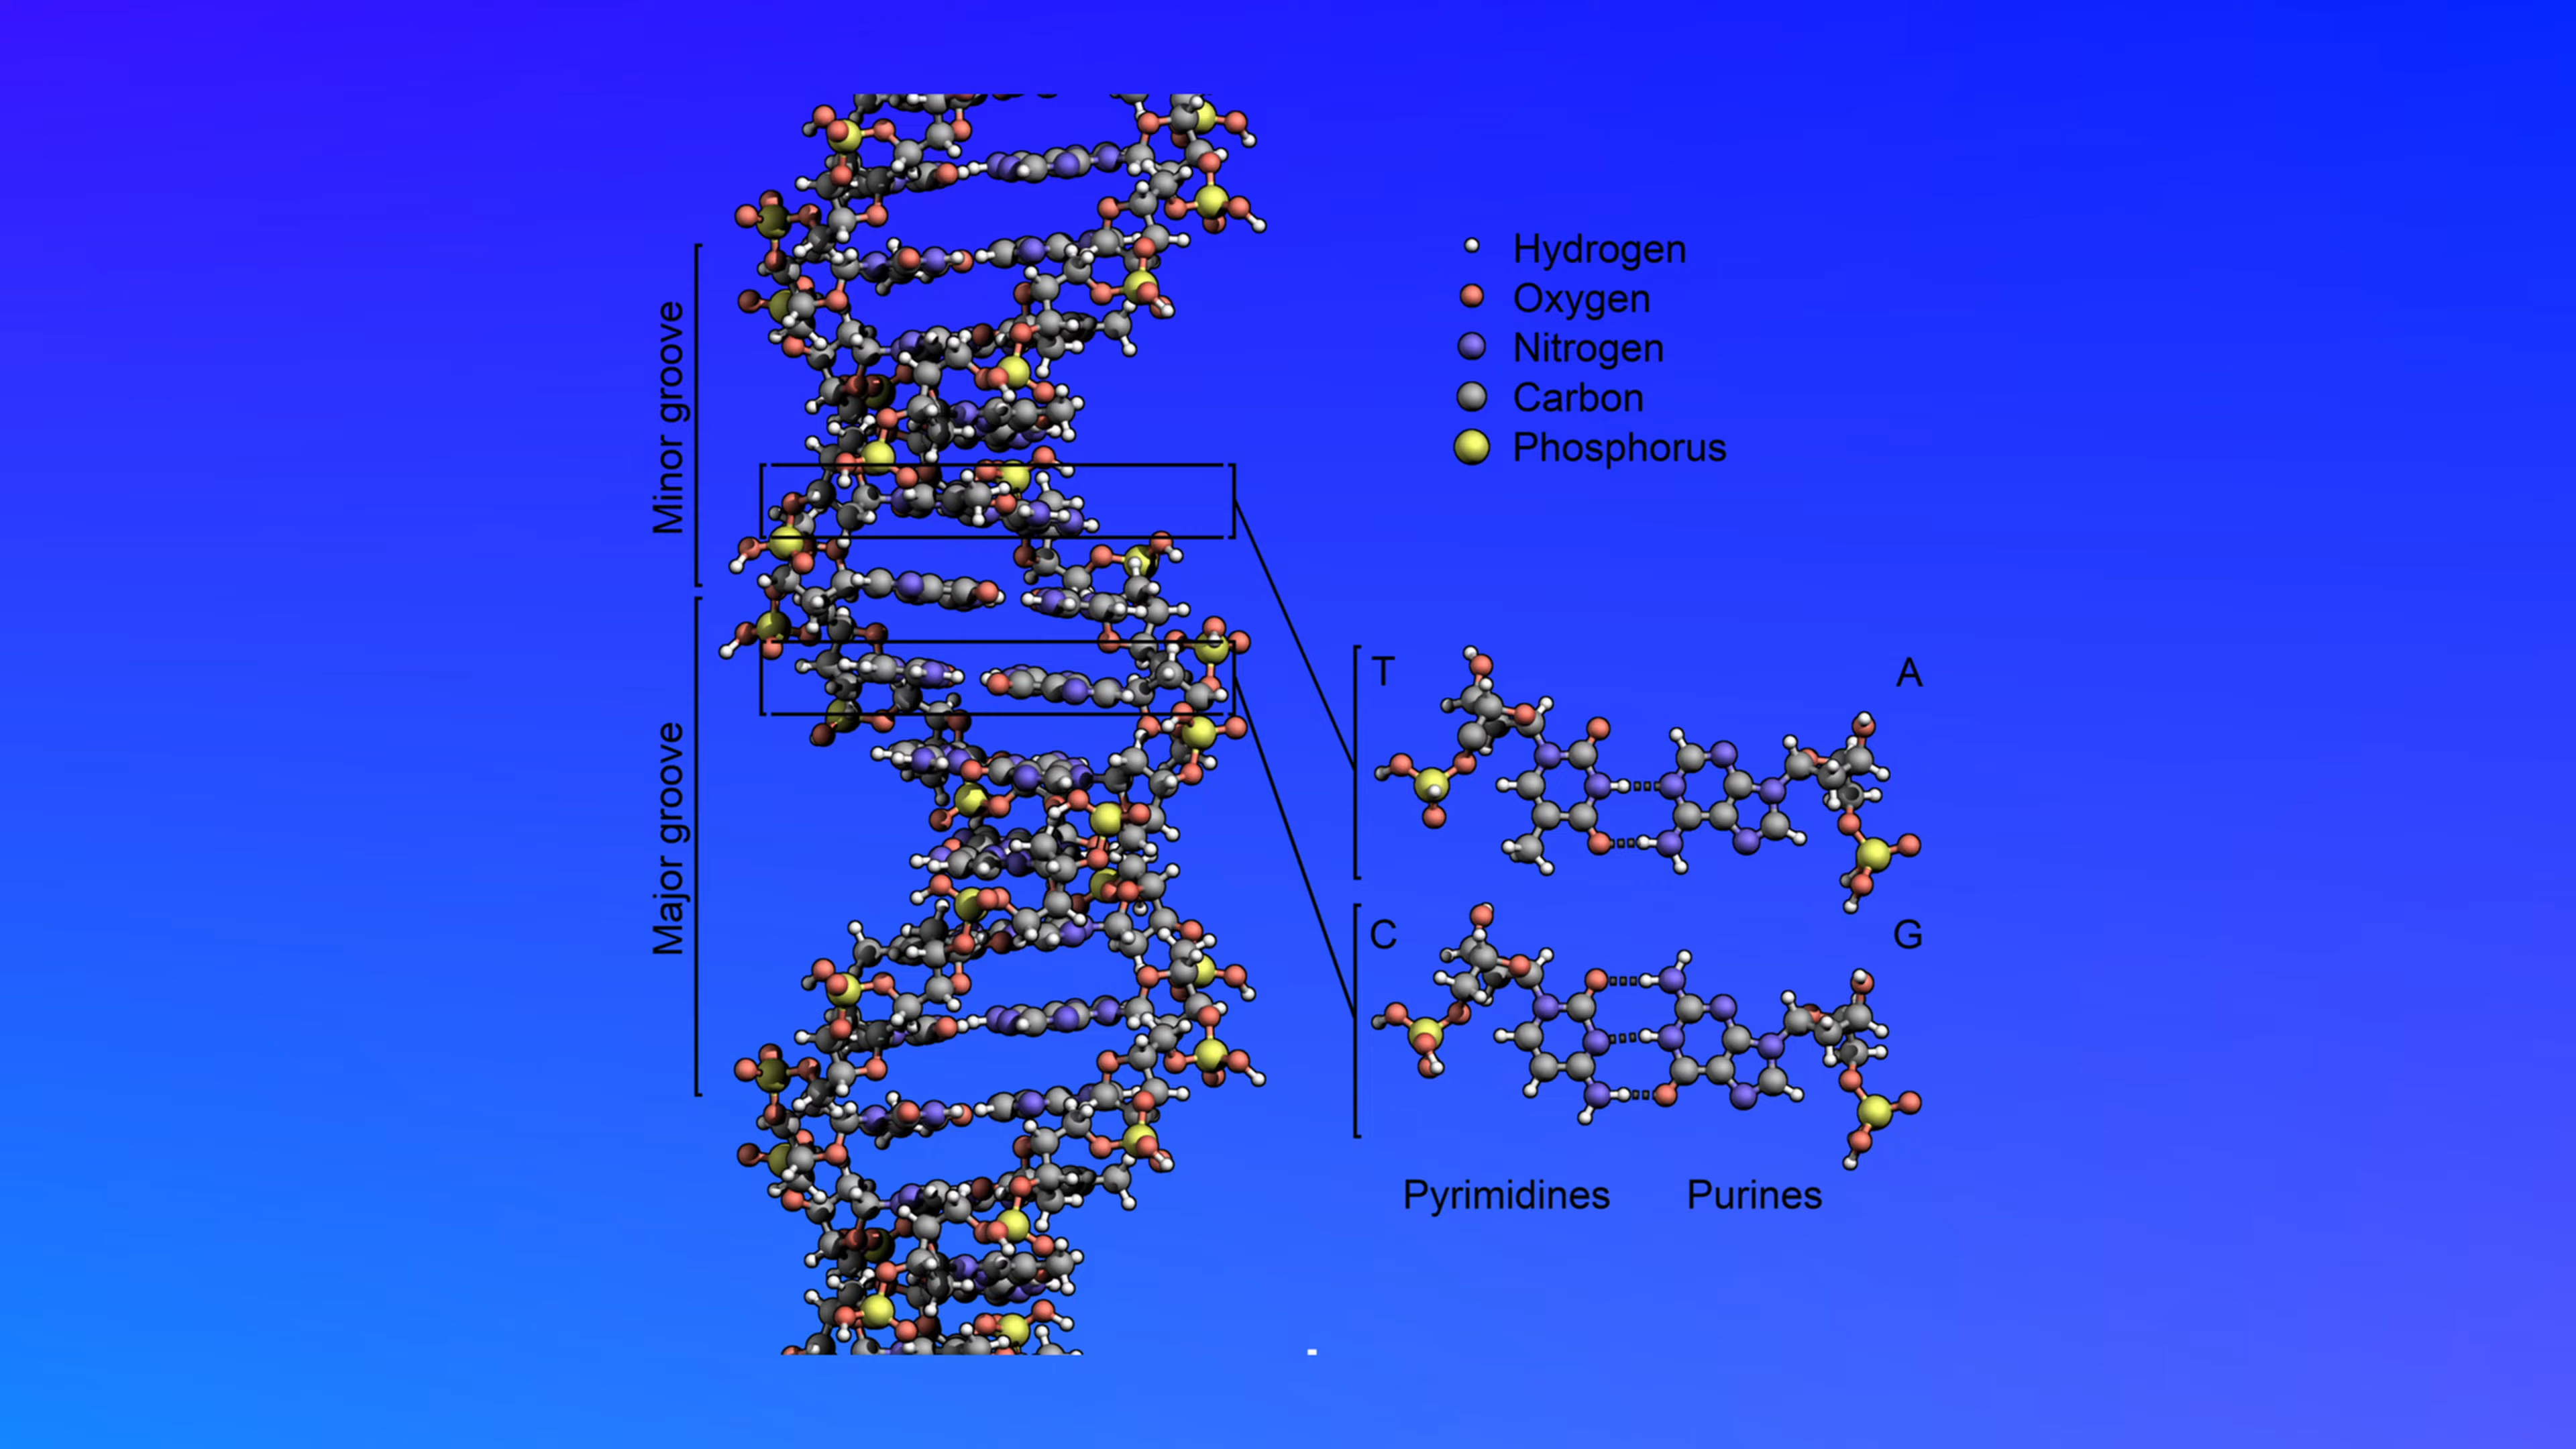 Minor groove
Major groove
Hydrogen
Oxygen
Nitrogen
Carbon
Phosphorus
T
A
C
G
Pyrimidines
Purines